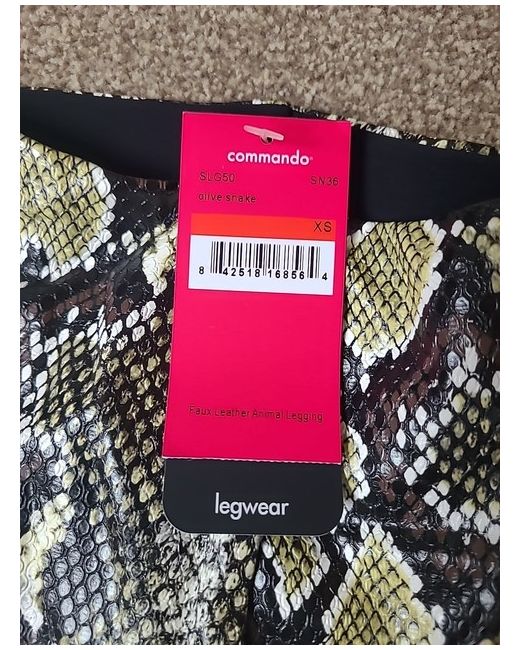 commando®
SLG50 SN36
olive snake
XS
8 42518 16856 4
Faux Leather Animal Legging
legwear